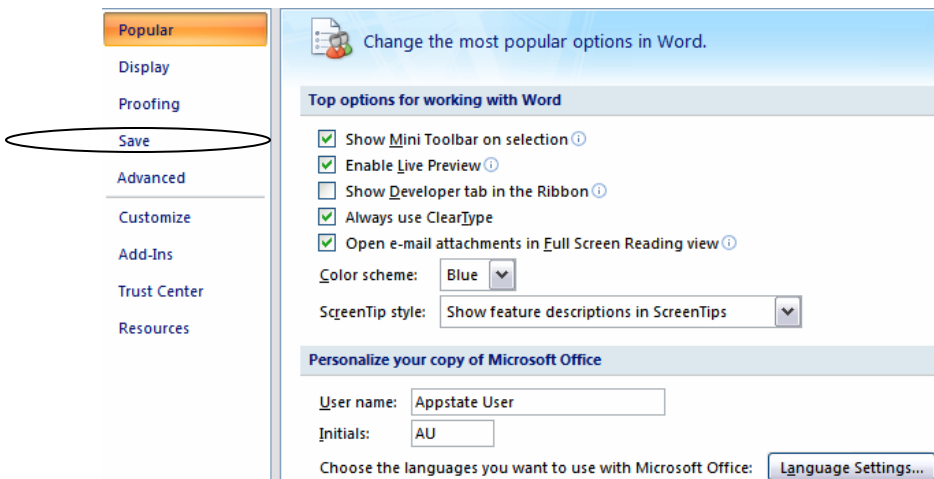 Popular
Display
Proofing
Save
Advanced
Customize
Add-Ins
Trust Center
Resources
Change the most popular options in Word.
Top options for working with Word
Show Mini Toolbar on selection
Enable Live Preview
Show Developer tab in the Ribbon
Always use ClearType
Open e-mail attachments in Full Screen Reading view
Color scheme: Blue
ScreenTip style: Show feature descriptions in ScreenTips
Personalize your copy of Microsoft Office
User name: Appstate User
Initials: AU
Choose the languages you want to use with Microsoft Office: Language Settings...